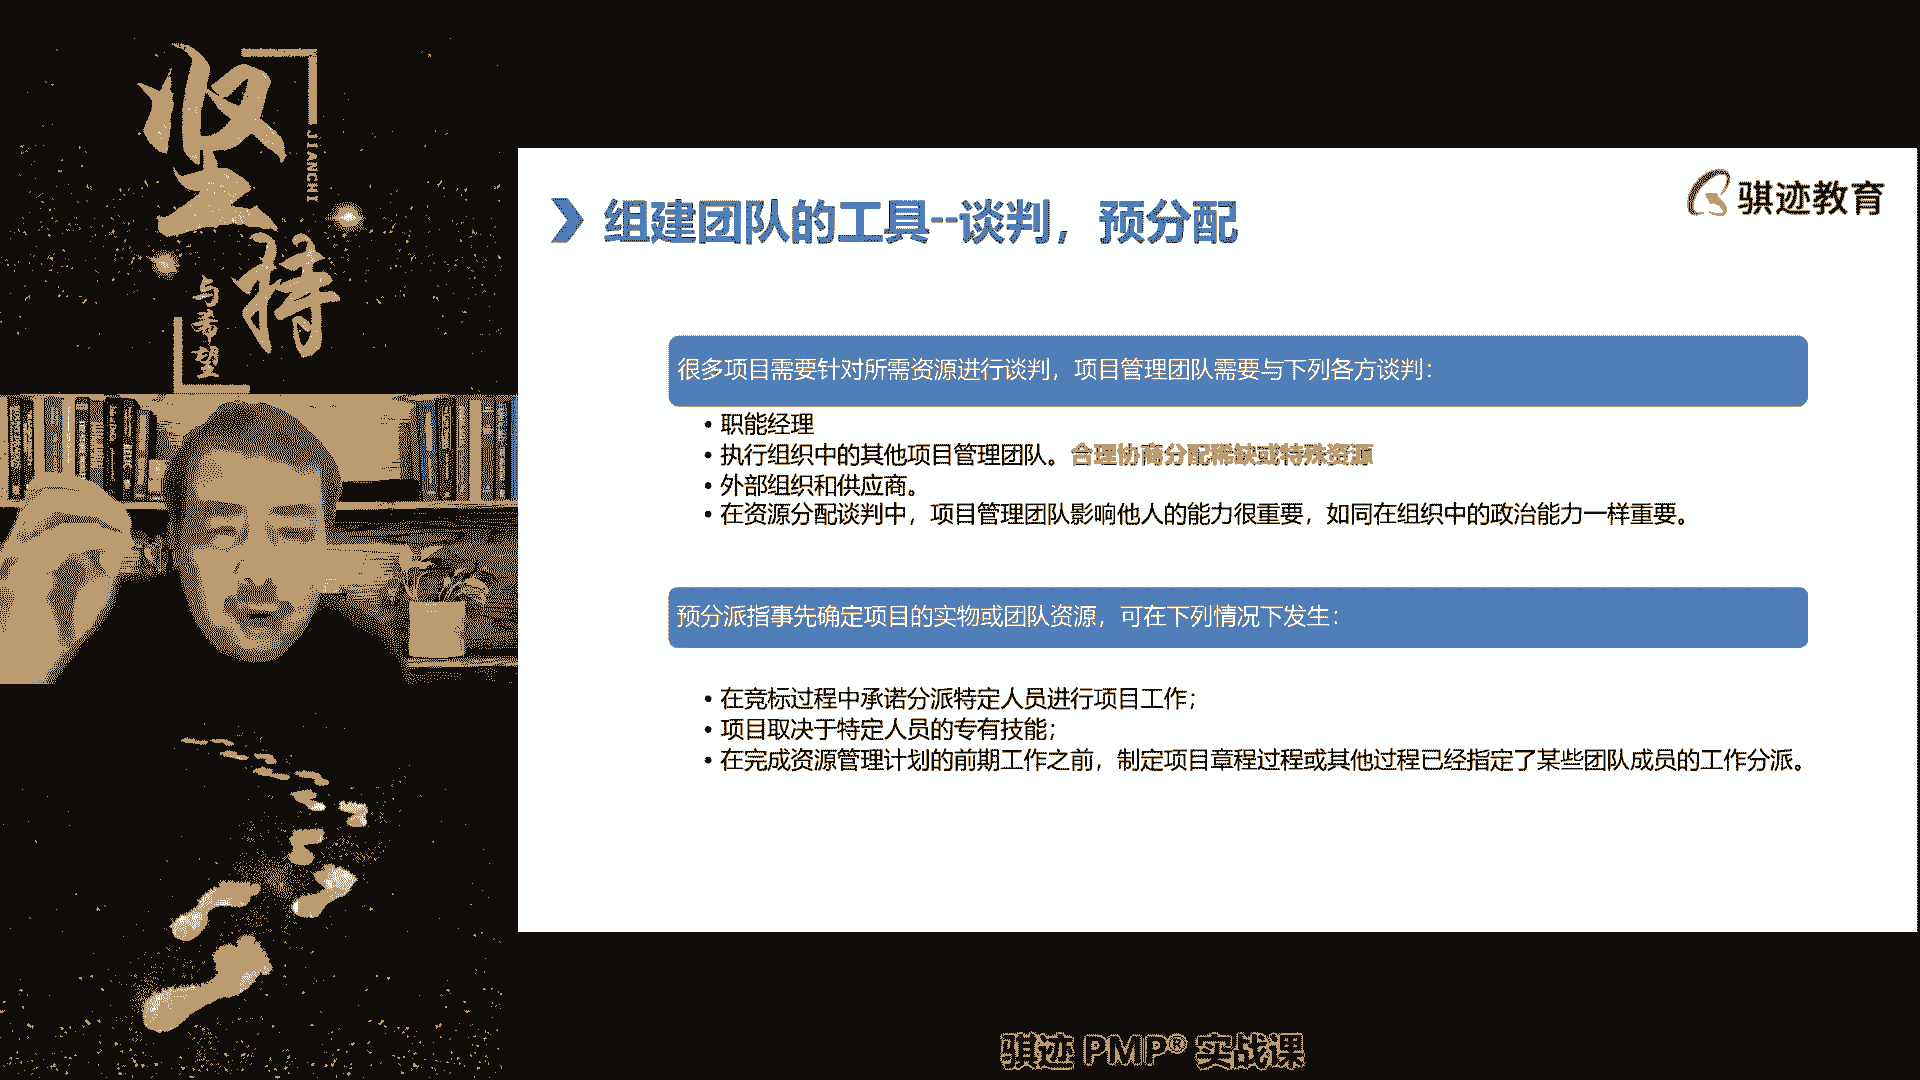 坚持
JIANCHI
与希望
骐迹教育
组建团队的工具--谈判，预分配
很多项目需要针对所需资源进行谈判，项目管理团队需要与下列各方谈判：
• 职能经理
• 执行组织中的其他项目管理团队。合理协商分配稀缺或特殊资源
• 外部组织和供应商。
• 在资源分配谈判中，项目管理团队影响他人的能力很重要，如同在组织中的政治能力一样重要。
预分派指事先确定项目的实物或团队资源，可在下列情况下发生：
• 在竞标过程中承诺分派特定人员进行项目工作；
• 项目取决于特定人员的专有技能；
• 在完成资源管理计划的前期工作之前，制定项目章程过程或其他过程已经指定了某些团队成员的工作分派。
骐迹 PMP® 实战课